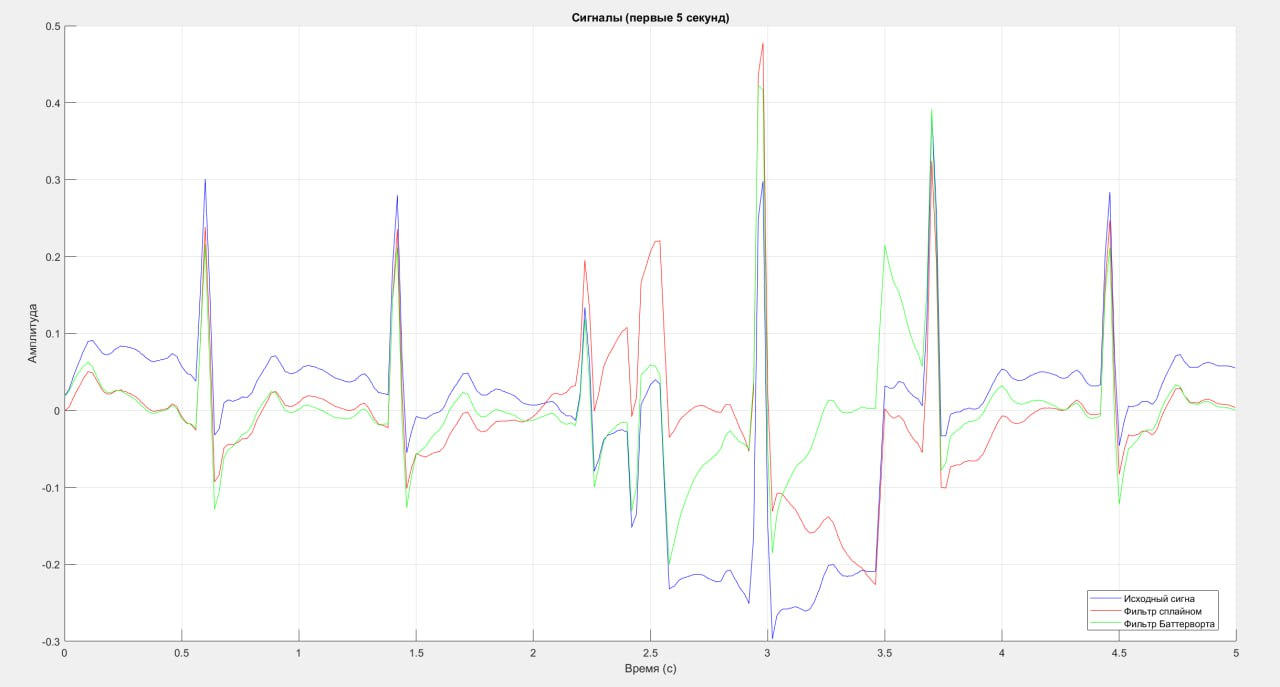 Сигналы (первые 5 секунд)
0.5
0.4
0.3
0.2
0.1
0
-0.1
-0.2
-0.3
Амплитуда
0 0.5 1 1.5 2 2.5 3 3.5 4 4.5 5
Время (с)
Исходный сигна
Фильтр сплайном
Фильтр Баттерворта